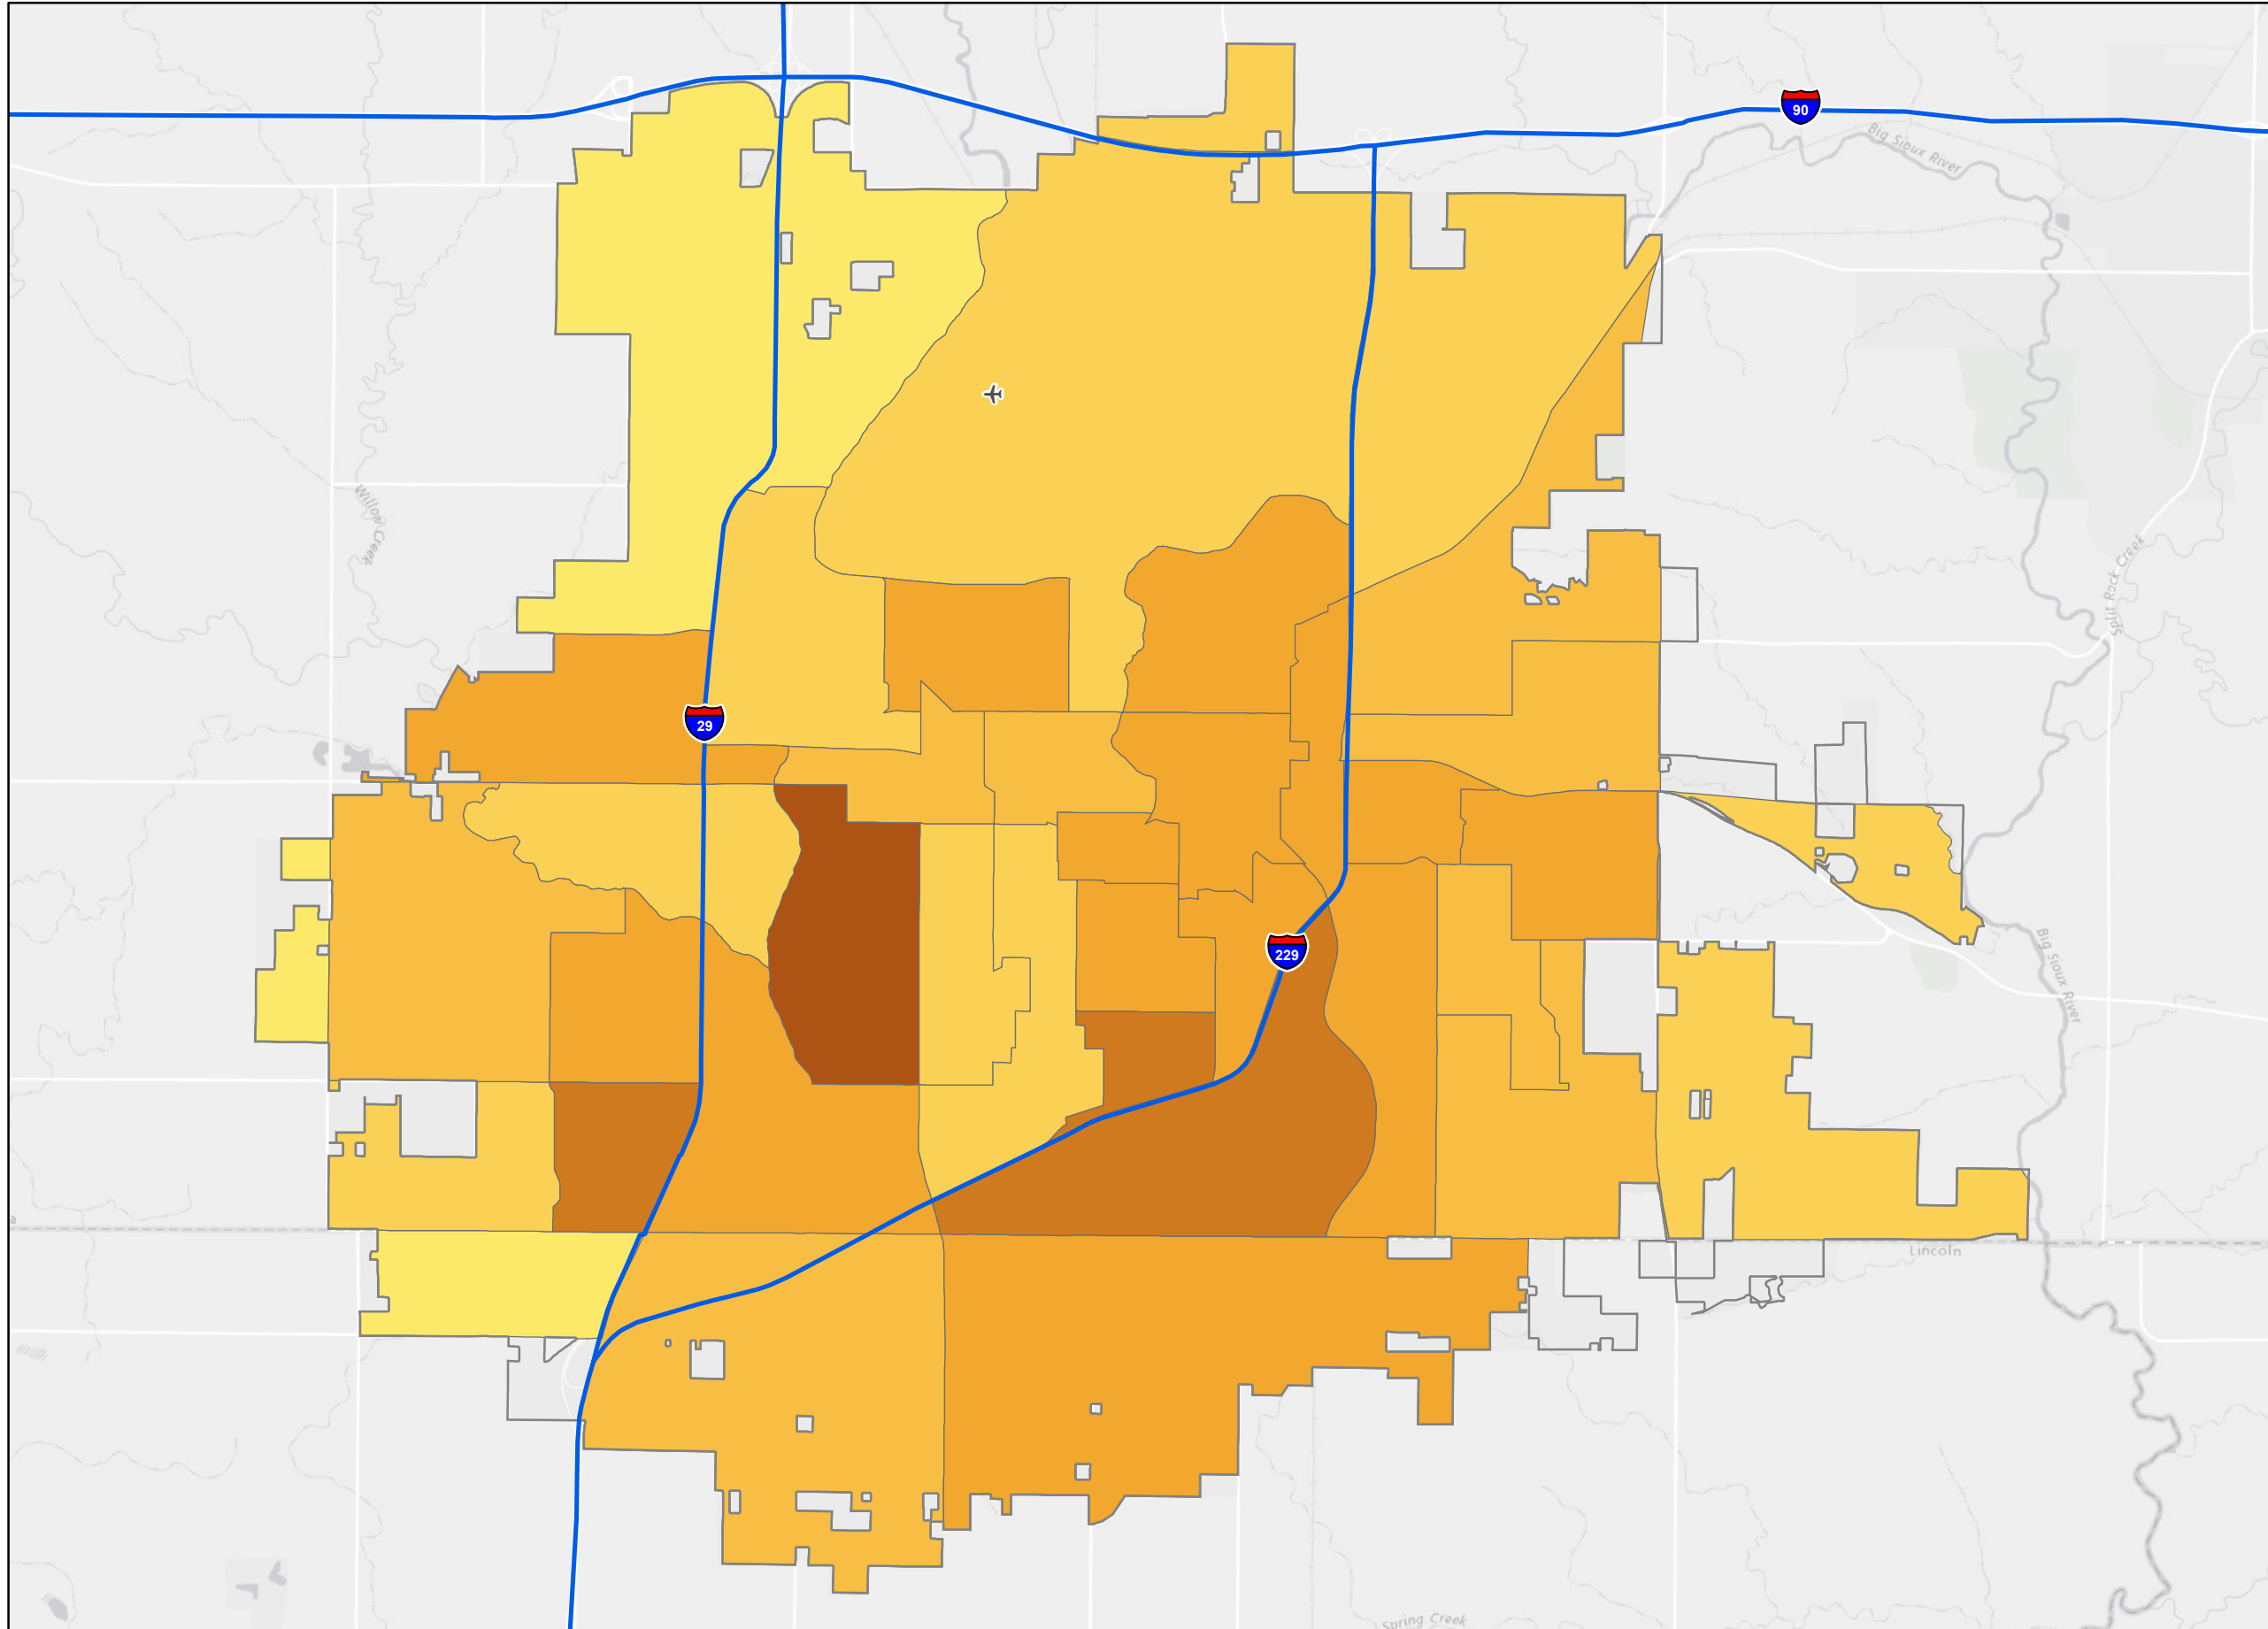 90
Big Sioux River
Willow Creek
Split Rock Creek
29
229
Big Sioux River
a
Lincoln
Spring Creek